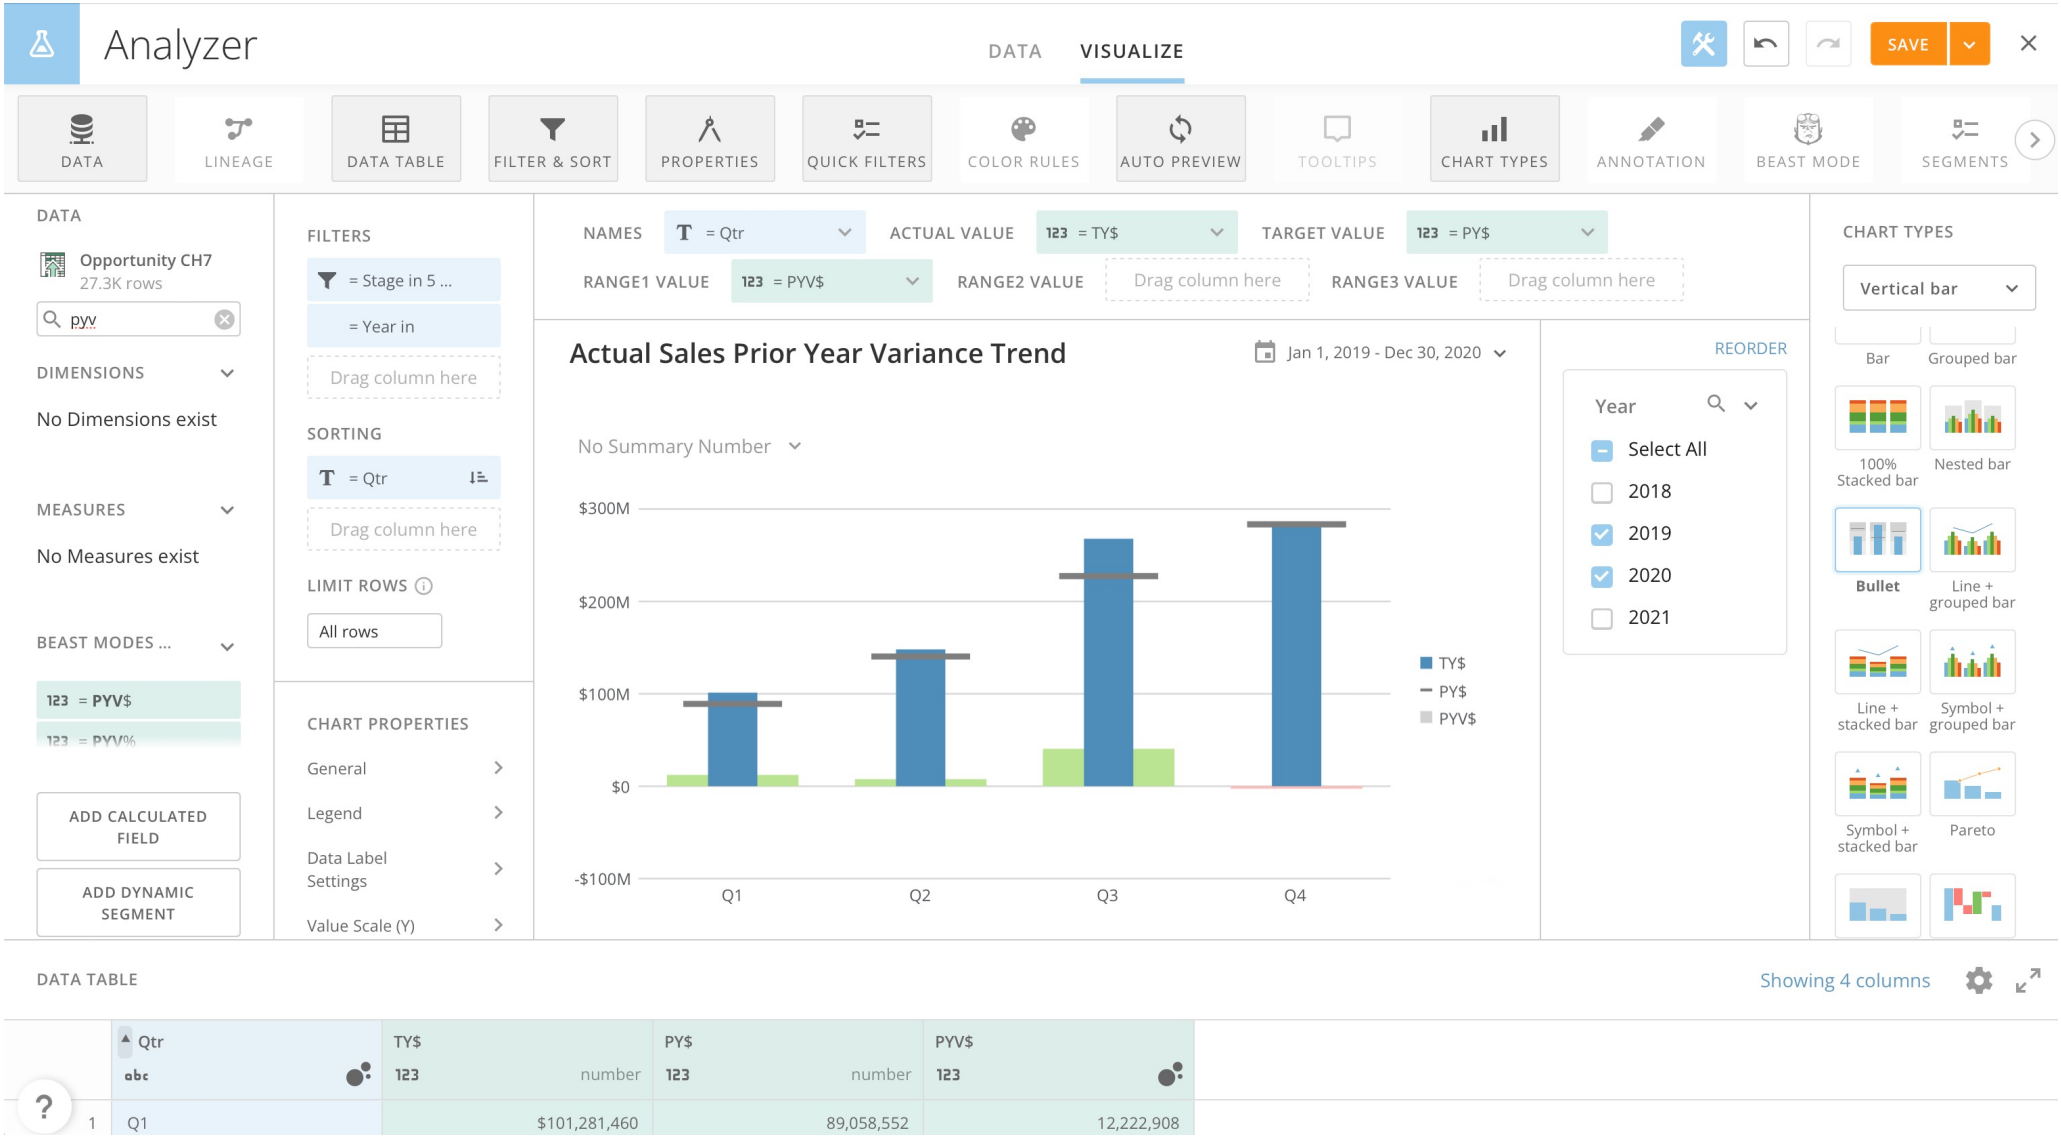 Analyzer
DATA
VISUALIZE
SAVE
DATA
LINEAGE
DATA TABLE
FILTER & SORT
PROPERTIES
QUICK FILTERS
COLOR RULES
AUTO PREVIEW
TOOLTIPS
CHART TYPES
ANNOTATION
BEAST MODE
SEGMENTS
DATA
Opportunity CH7
27.3K rows
pyv
DIMENSIONS
No Dimensions exist
MEASURES
No Measures exist
BEAST MODES ...
123 = PYV$
123 = PYV%
ADD CALCULATED
FIELD
ADD DYNAMIC
SEGMENT
FILTERS
= Stage in 5 ...
= Year in
Drag column here
SORTING
T = Qtr
Drag column here
LIMIT ROWS
All rows
CHART PROPERTIES
General
Legend
Data Label
Settings
Value Scale (Y)
NAMES T = Qtr ACTUAL VALUE 123 = TY$ TARGET VALUE 123 = PY$
RANGE1 VALUE 123 = PYV$ RANGE2 VALUE Drag column here RANGE3 VALUE Drag column here
Actual Sales Prior Year Variance Trend
Jan 1, 2019 - Dec 30, 2020
No Summary Number
$300M
$200M
$100M
$0
-$100M
Q1 Q2 Q3 Q4
TY$
PY$
PYV$
REORDER
Year
Select All
2018
2019
2020
2021
CHART TYPES
Vertical bar
Bar
Grouped bar
100%
Stacked bar
Nested bar
Bullet
Line +
grouped bar
Line +
stacked bar
Symbol +
grouped bar
Symbol +
stacked bar
Pareto
DATA TABLE
Showing 4 columns
Qtr TY$ PY$ PYV$
abc 123 number 123 number 123
?
1 Q1 $101,281,460 89,058,552 12,222,908